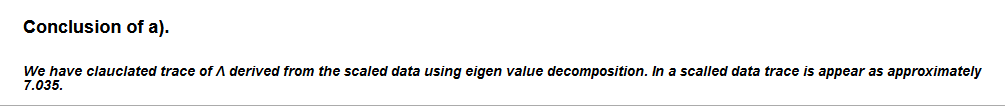 Conclusion of a).
We have clauclated trace of Λ derived from the scaled data using eigen value decomposition. In a scalled data trace is appear as approximately
7.035.